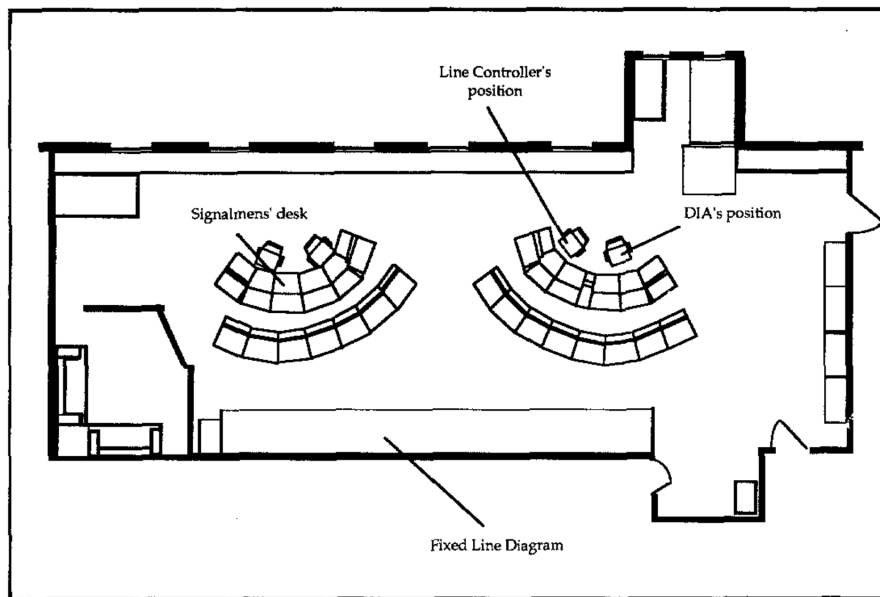 Line Controller's
position
Signalmens' desk
DIA's position
Fixed Line Diagram